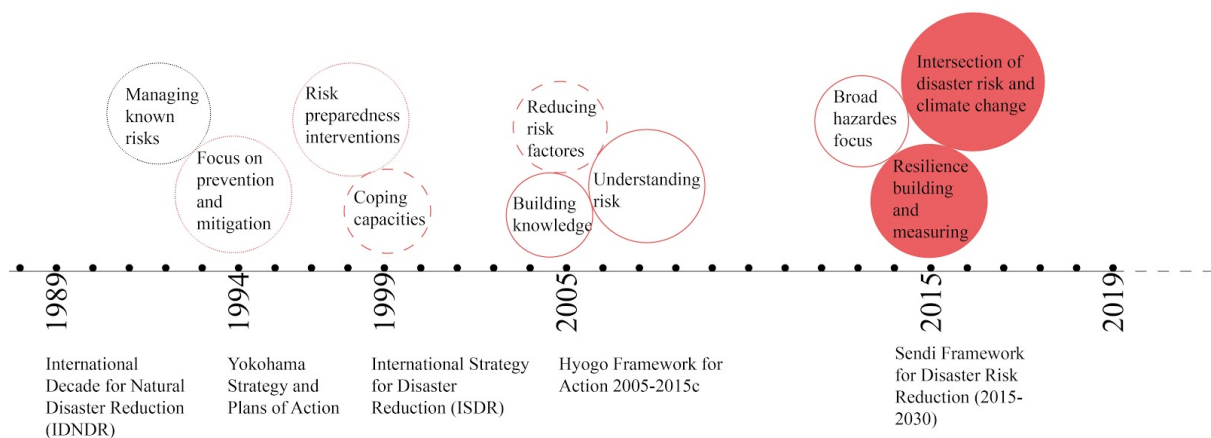 Managing
known
risks
Focus on
prevention
and
mitigation
Risk
preparedness
interventions
Coping
capacities
Reducing
risk
factores
Building
knowledge
Understanding
risk
Broad
hazardes
focus
Intersection of
disaster risk and
climate change
Resilience
building
and
measuring
1989
1994
1999
2005
2015
2019
International
Decade for Natural
Disaster Reduction
(IDNDR)
Yokohama
Strategy and
Plans of Action
International Strategy
for Disaster
Reduction (ISDR)
Hyogo Framework for
Action 2005-2015c
Sendi Framework
for Disaster Risk
Reduction (2015-
2030)